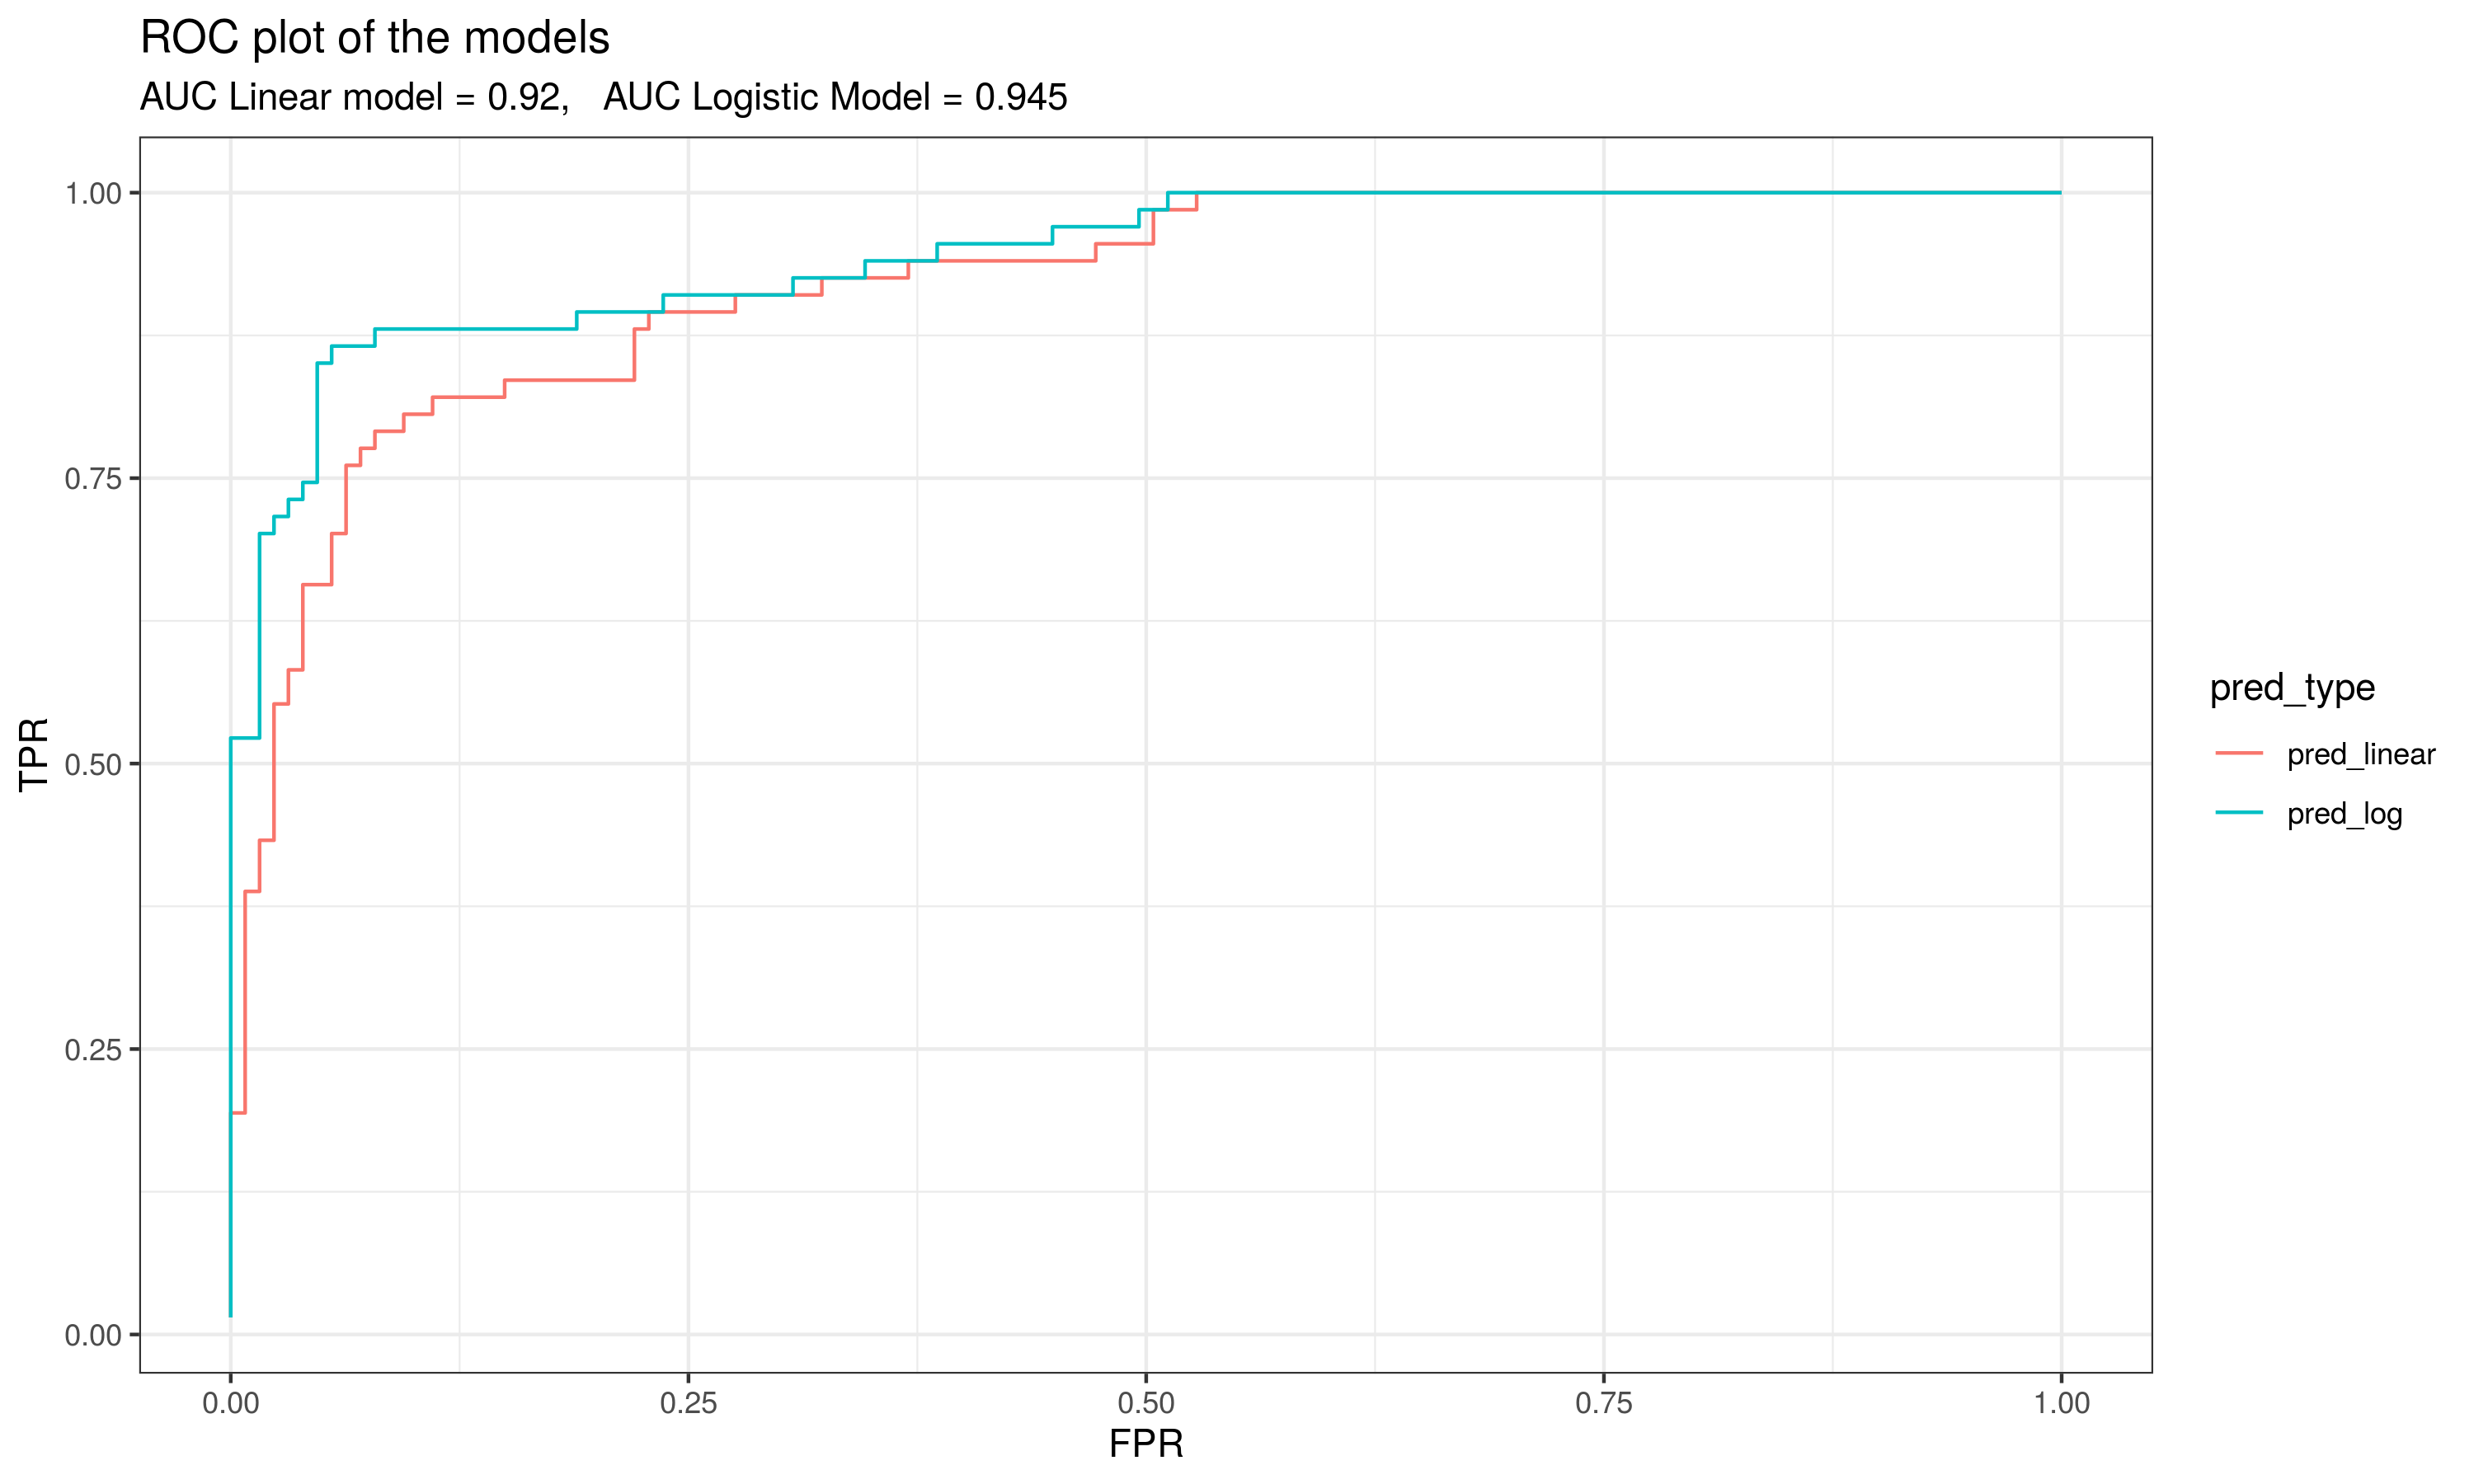 ROC plot of the models
AUC Linear model = 0.92,   AUC Logistic Model = 0.945
1.00
0.75
0.50
0.25
0.00
TPR
0.00
0.25
0.50
0.75
1.00
FPR
pred_type
pred_linear
pred_log